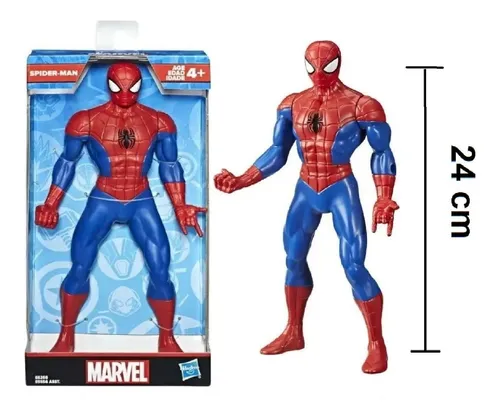 SPIDER-MAN
AGE
EDAD
IDADE
4+
MARVEL
Hasbro
24 cm